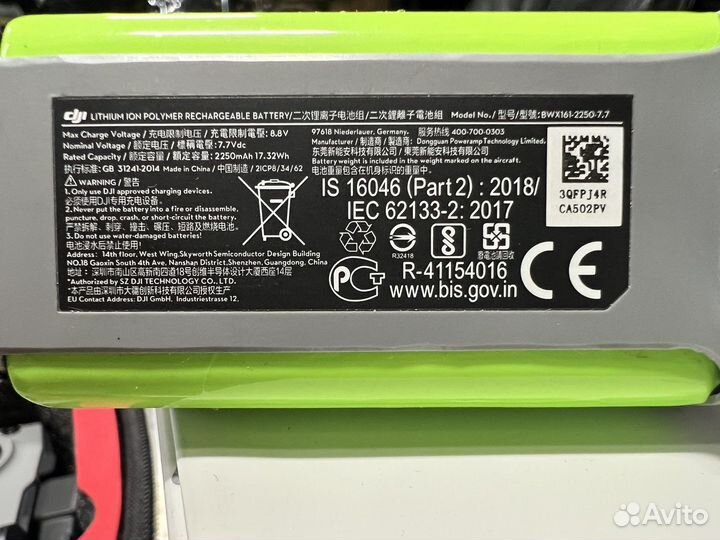 dji LITHIUM ION POLYMER RECHARGEABLE BATTERY/二次锂离子电池组/二次鋰離子電池組 Model No./型号/型號: BWX161-2250-7.7
Max Charge Voltage / 充电限制电压 / 充電限制電壓: 8.8V
Nominal Voltage / 额定电压 / 標稱電壓: 7.7Vdc
Rated Capacity / 额定容量 / 額定容量: 2250mAh 17.32Wh
执行标准: GB 31241-2014 Made in China / 中国制造 / 2ICP8/34/62
WARNING / 警告
1. Only use DJI approved charging devices.
必须使用DJI专用充电设备。
2. Never put the battery into a fire or disassemble,
puncture, drop, crush, or short-circuit the battery.
严禁拆解、刺穿、撞击、碾压、短路及燃烧电池。
3. Do not use water-damaged batteries!
电池浸水后禁止使用!
Address: 14th floor, West Wing, Skyworth Semiconductor Design Building
NO.18 Gaoxin South 4th Ave, Nanshan District, Shenzhen, Guangdong, China
地址: 深圳市南山区高新南四道18号创维半导体设计大厦西座14层
*Authorized by SZ DJI TECHNOLOGY CO., LTD.
*本产品由深圳市大疆创新科技有限公司授权生产
EU Contact Address: DJI GmbH, Industriestrasse 12,
97618 Niederlauer, Germany. 服务热线 400-700-0303
Manufacturer / 制造商 / 製造商: Dongguan Poweramp Technology Limited.
东莞新能安科技有限公司 / 東莞新能安科技有限公司
Battery weight is included in the weight marked on the aircraft.
电池重量包含在机体标识重量内。
IS 16046 (Part 2) : 2018/
IEC 62133-2: 2017
R32418
廢電池請回收
R-41154016
www.bis.gov.in
3QFPJ4R
CA502PV
Avito